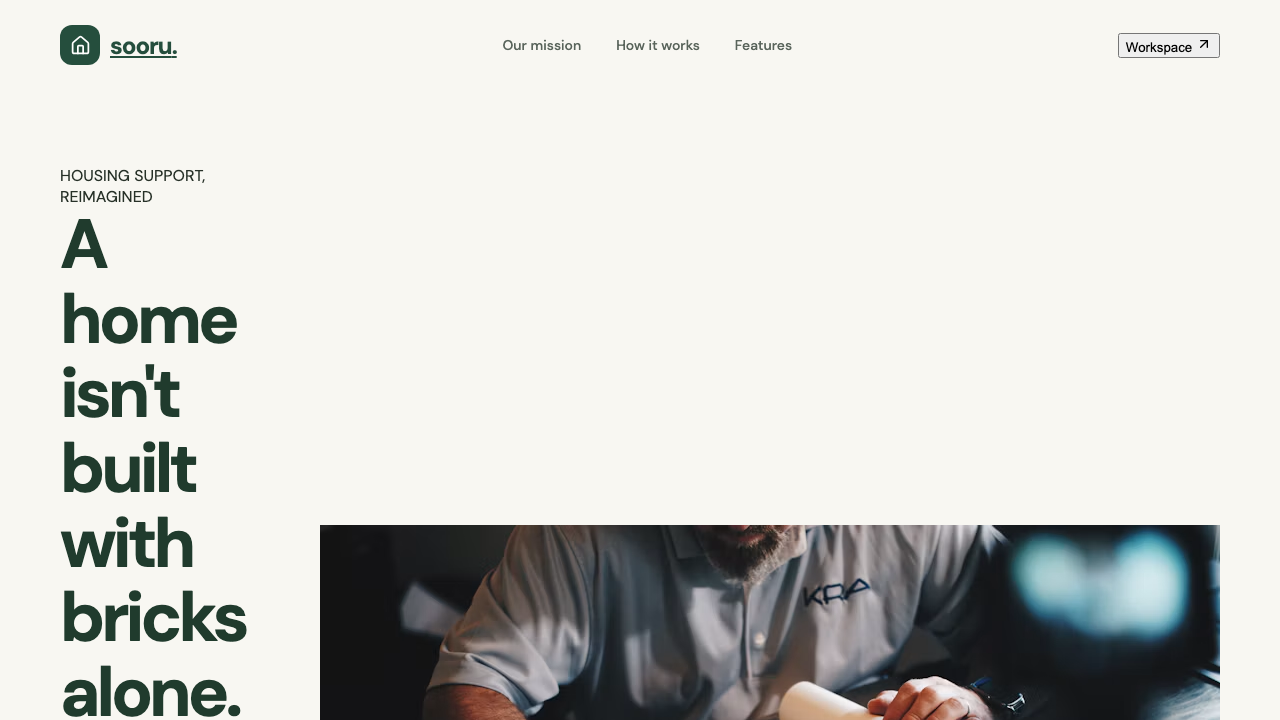 sooru.
Our mission
How it works
Features
Workspace
HOUSING SUPPORT,
REIMAGINED
A
home
isn't
built
with
bricks
alone.
KRA